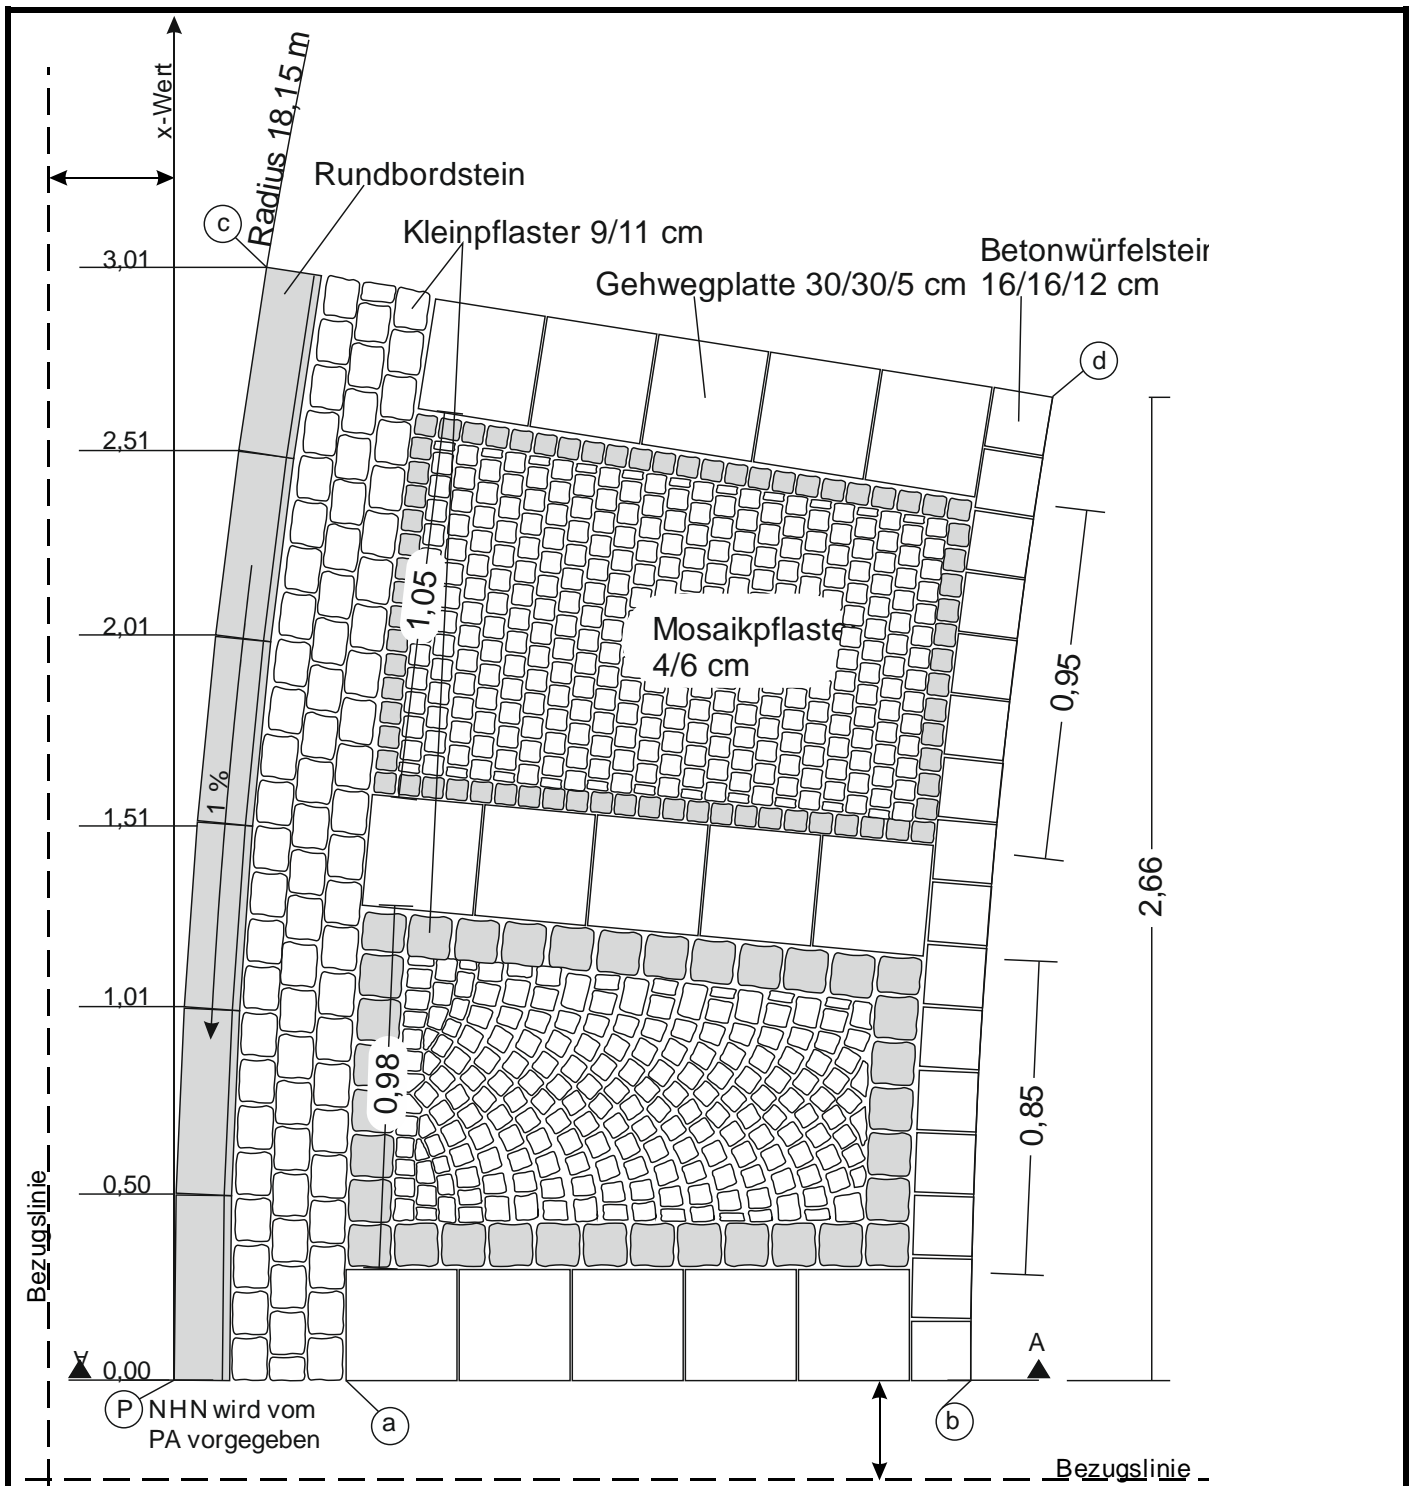 x-Wert
Radius 18,15 m
Rundbordstein
c
Kleinpflaster 9/11 cm
Betonwürfelstein
3,01
Gehwegplatte 30/30/5 cm 16/16/12 cm
d
2,51
1,05
2,01
Mosaikpflaste
4/6 cm
0,95
1 %
1,51
2,66
1,01
0,98
0,85
0,50
Bezugslinie
A
A
0,00
P NHN wird vom
PA vorgegeben
a
b
Bezugslinie